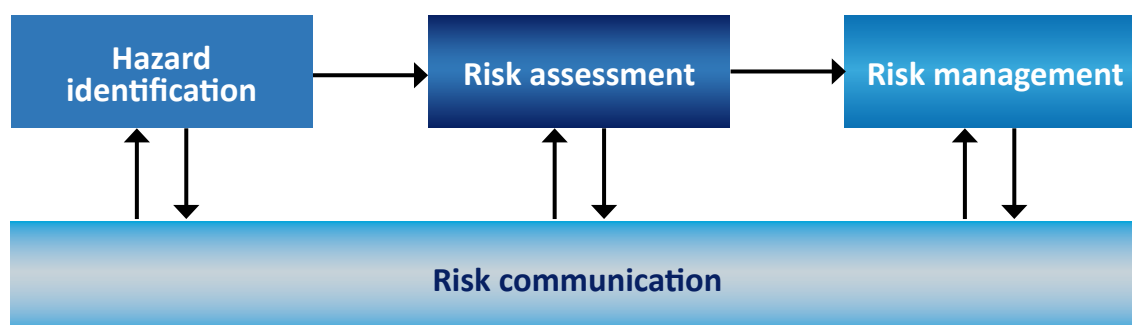 Hazard
identification
Risk assessment
Risk management
Risk communication